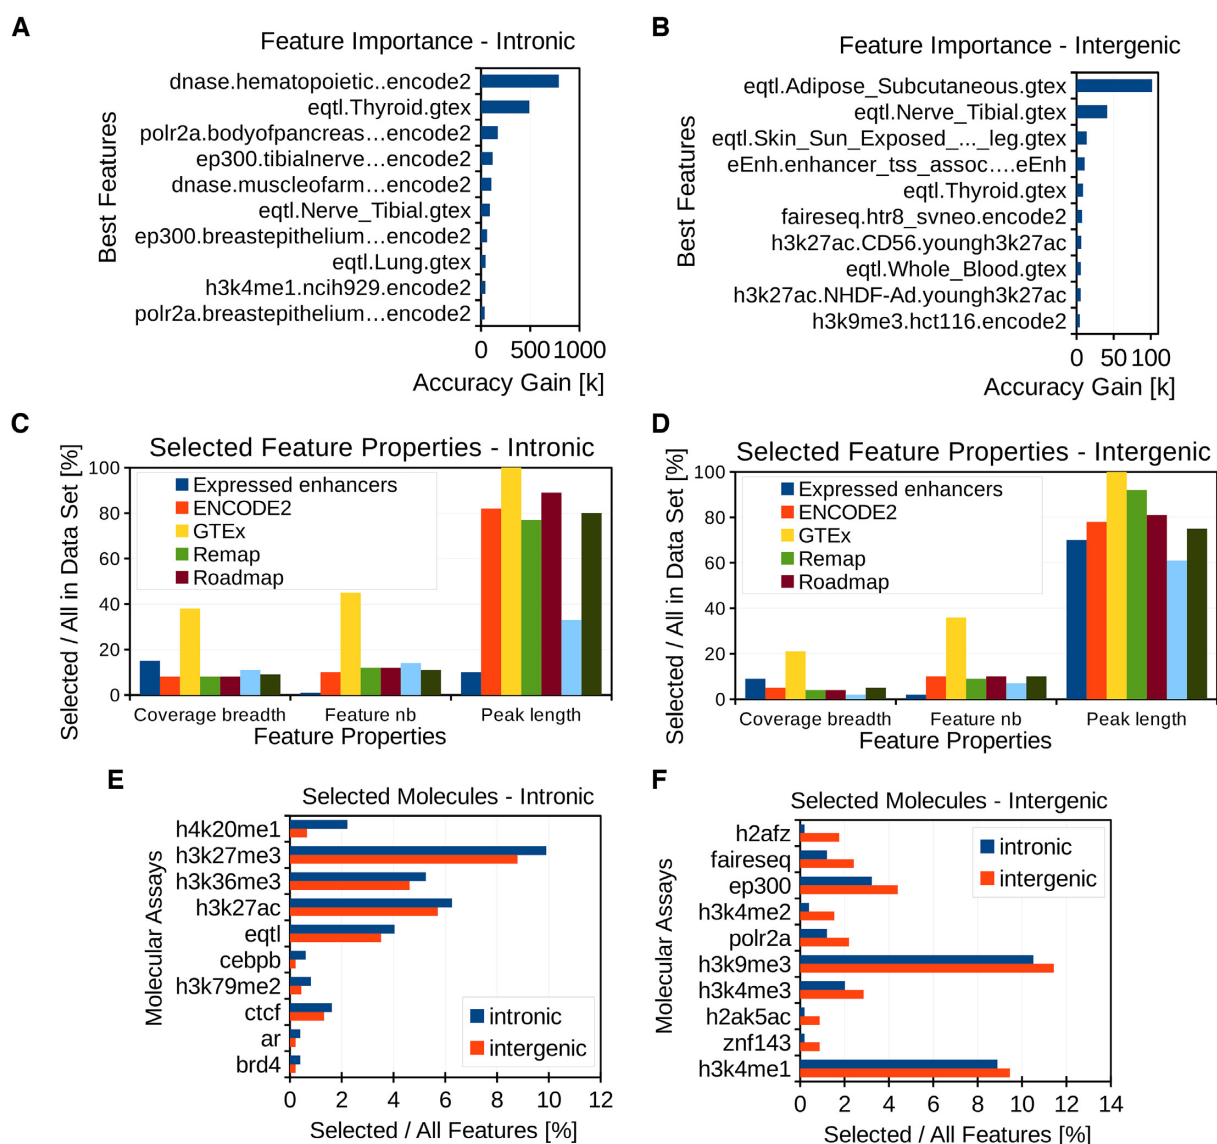 A
Feature Importance - Intronic
Best Features
dnase.hematopoietic..encode2
eqtl.Thyroid.gtex
polr2a.bodyofpancreas…encode2
ep300.tibialnerve…encode2
dnase.muscleofarm…encode2
eqtl.Nerve_Tibial.gtex
ep300.breastepithelium…encode2
eqtl.Lung.gtex
h3k4me1.ncih929.encode2
polr2a.breastepithelium…encode2
0 500 1000
Accuracy Gain [k]
B
Feature Importance - Intergenic
Best Features
eqtl.Adipose_Subcutaneous.gtex
eqtl.Nerve_Tibial.gtex
eqtl.Skin_Sun_Exposed_..._leg.gtex
eEnh.enhancer_tss_assoc….eEnh
eqtl.Thyroid.gtex
faireseq.htr8_svneo.encode2
h3k27ac.CD56.youngh3k27ac
eqtl.Whole_Blood.gtex
h3k27ac.NHDF-Ad.youngh3k27ac
h3k9me3.hct116.encode2
0 50 100
Accuracy Gain [k]
C
Selected Feature Properties - Intronic
Selected / All in Data Set [%]
100
80
60
40
20
0
Expressed enhancers
ENCODE2
GTEx
Remap
Roadmap
Coverage breadth Feature nb Peak length
Feature Properties
D
Selected Feature Properties - Intergenic
Selected / All in Data Set [%]
100
80
60
40
20
0
Expressed enhancers
ENCODE2
GTEx
Remap
Roadmap
Coverage breadth Feature nb Peak length
Feature Properties
E
Selected Molecules - Intronic
Molecular Assays
h4k20me1
h3k27me3
h3k36me3
h3k27ac
eqtl
cebpb
h3k79me2
ctcf
ar
brd4
intronic
intergenic
0 2 4 6 8 10 12
Selected / All Features [%]
F
Selected Molecules - Intergenic
Molecular Assays
h2afz
faireseq
ep300
h3k4me2
polr2a
h3k9me3
h3k4me3
h2ak5ac
znf143
h3k4me1
intronic
intergenic
0 2 4 6 8 10 12 14
Selected / All Features [%]